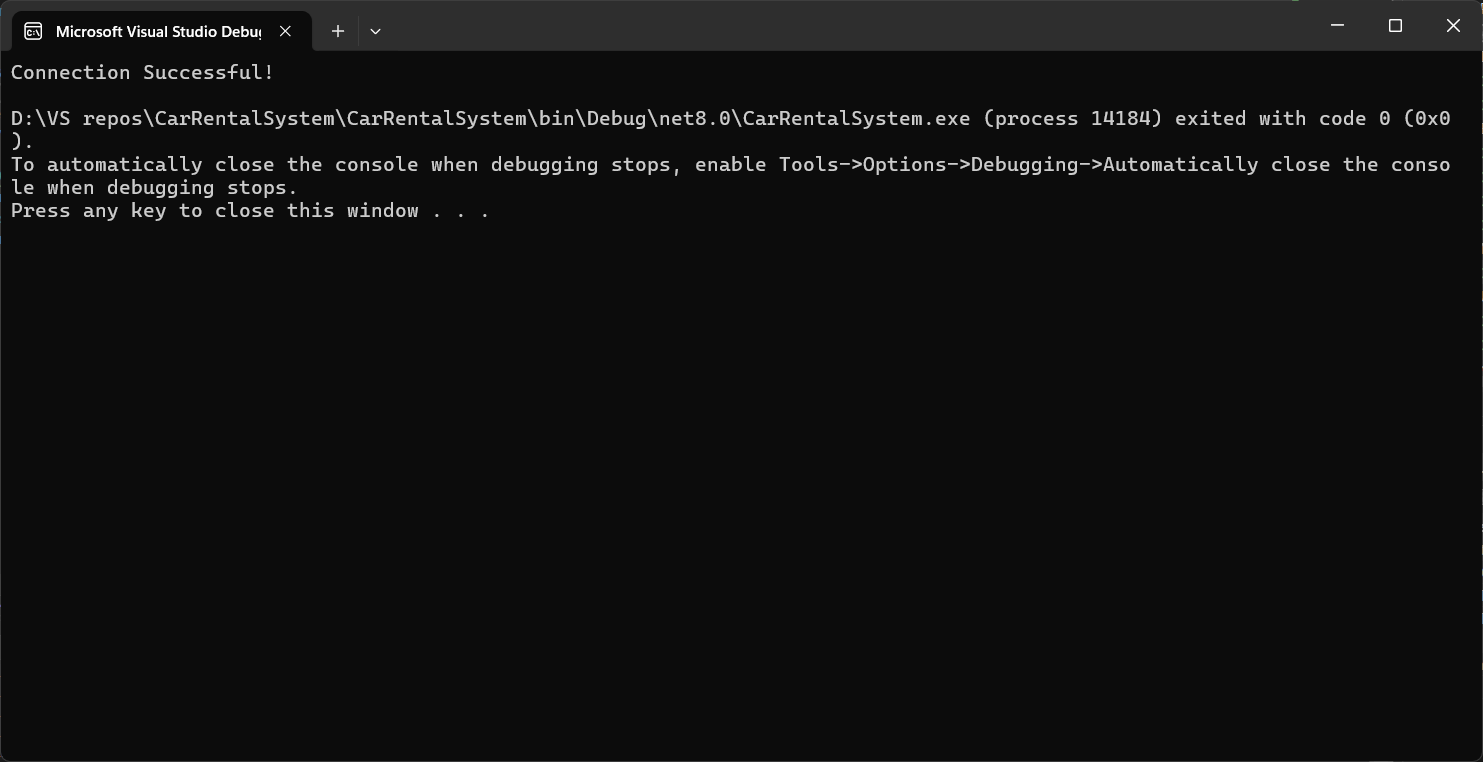 Microsoft Visual Studio Debu
Connection Successful!
D:\VS repos\CarRentalSystem\CarRentalSystem\bin\Debug\net8.0\CarRentalSystem.exe (process 14184) exited with code 0 (0x0
).
To automatically close the console when debugging stops, enable Tools->Options->Debugging->Automatically close the conso
le when debugging stops.
Press any key to close this window . . .